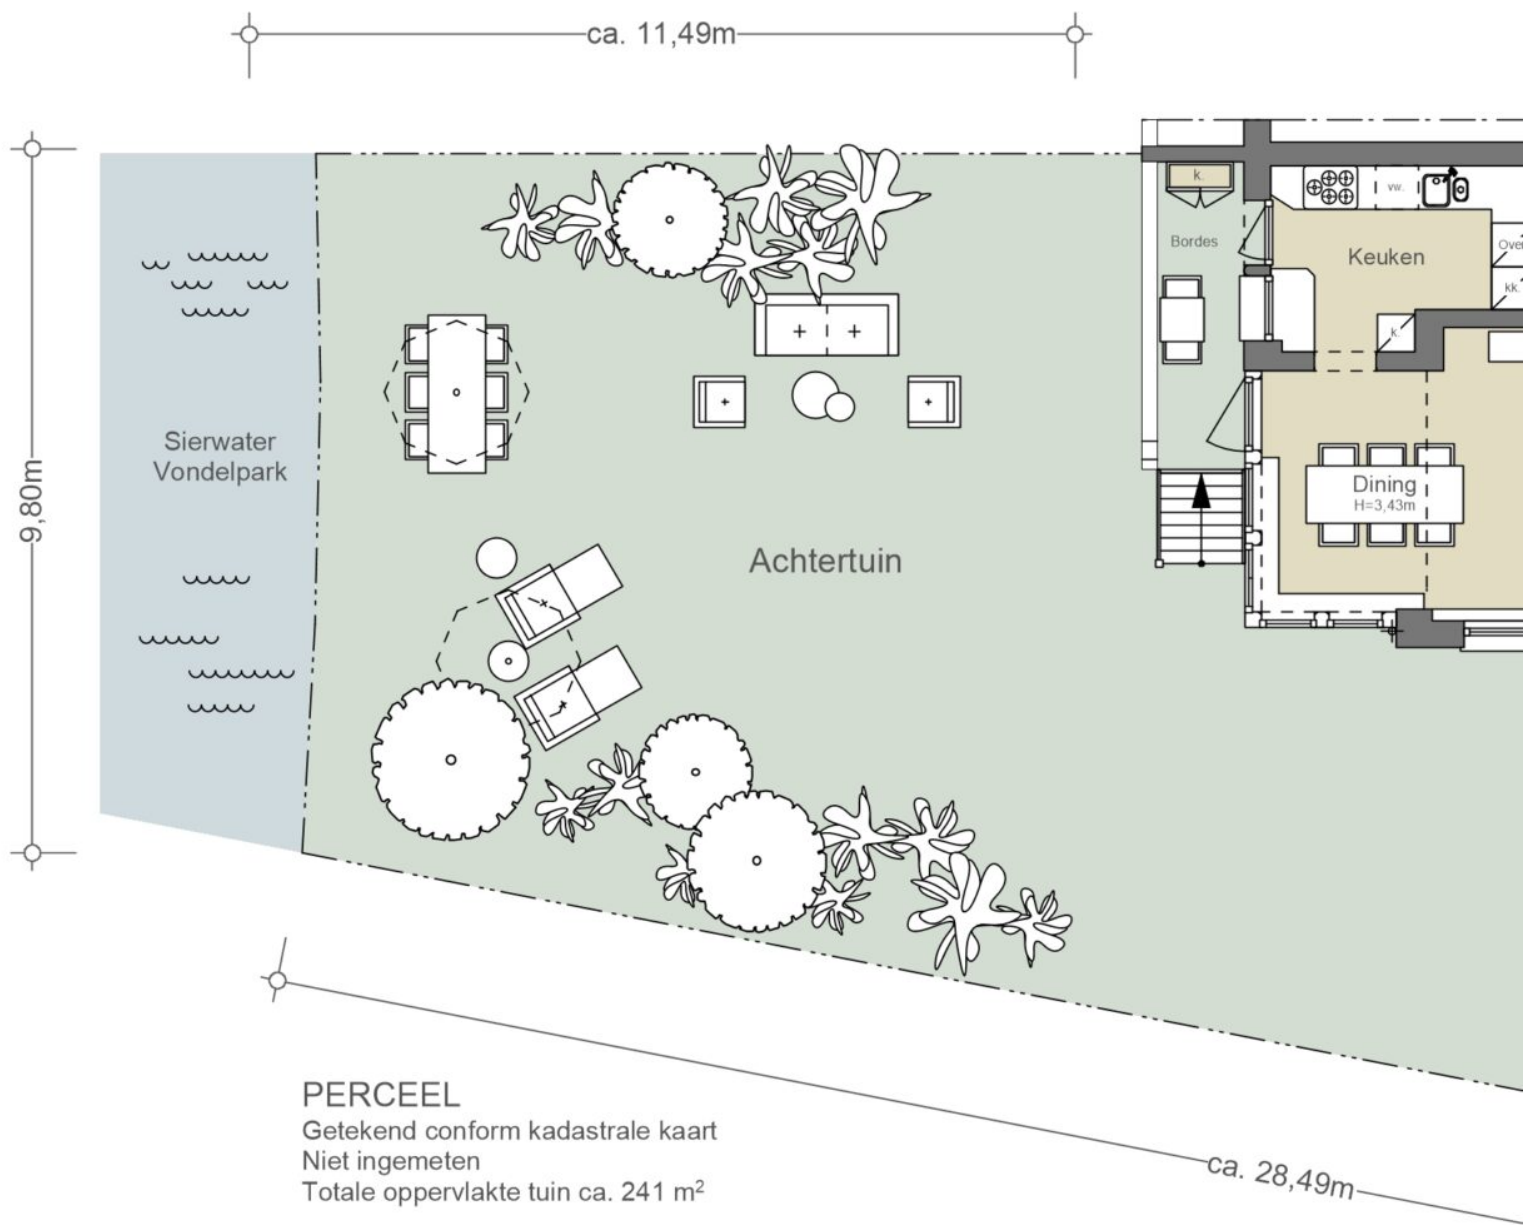 ca. 11,49m
9,80m
k.
vw.
Bordes
Keuken
kk.
k.
Sierwater
Vondelpark
Dining
H=3,43m
Achtertuin
PERCEEL
Getekend conform kadastrale kaart
Niet ingemeten
Totale oppervlakte tuin ca. 241 m²
ca. 28,49m